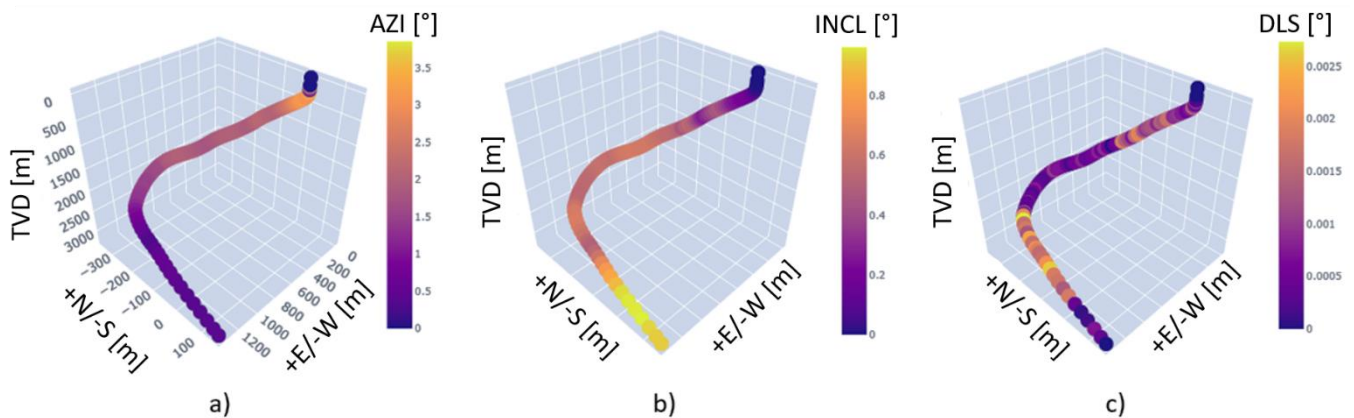 AZI [°]
3.5
3
2.5
2
1.5
1
0.5
0
TVD [m]
0
500
1000
1500
2000
2500
3000
+N/-S [m]
−300
−200
−100
0
100
+E/-W [m]
0
200
400
600
800
1000
1200
a)
INCL [°]
0.8
0.6
0.4
0.2
0
TVD [m]
+N/-S [m]
+E/-W [m]
b)
DLS [°]
0.0025
0.002
0.0015
0.001
0.0005
0
TVD [m]
+N/-S [m]
+E/-W [m]
c)